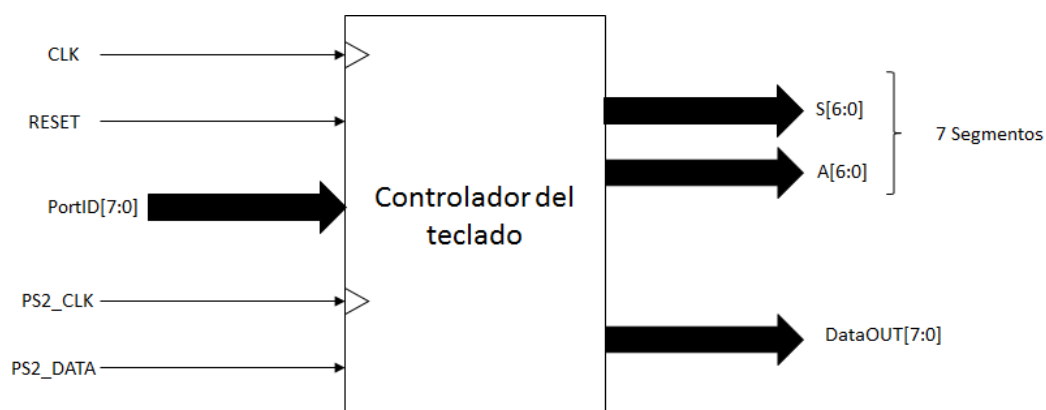 CLK
RESET
PortID[7:0]
PS2_CLK
PS2_DATA
Controlador del
teclado
S[6:0]
A[6:0]
7 Segmentos
DataOUT[7:0]